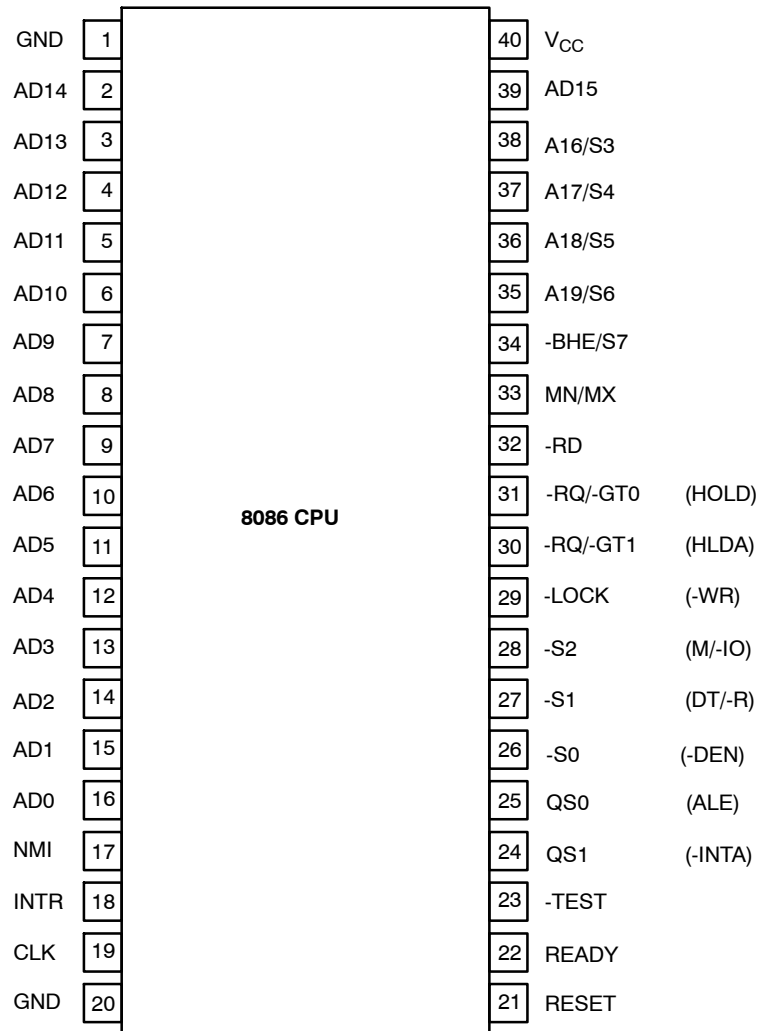 GND 1 40 VCC
AD14 2 39 AD15
AD13 3 38 A16/S3
AD12 4 37 A17/S4
AD11 5 36 A18/S5
AD10 6 35 A19/S6
AD9 7 34 -BHE/S7
AD8 8 33 MN/MX
AD7 9 32 -RD
AD6 10 31 -RQ/-GT0 (HOLD)
8086 CPU
AD5 11 30 -RQ/-GT1 (HLDA)
AD4 12 29 -LOCK (-WR)
AD3 13 28 -S2 (M/-IO)
AD2 14 27 -S1 (DT/-R)
AD1 15 26 -S0 (-DEN)
AD0 16 25 QS0 (ALE)
NMI 17 24 QS1 (-INTA)
INTR 18 23 -TEST
CLK 19 22 READY
GND 20 21 RESET